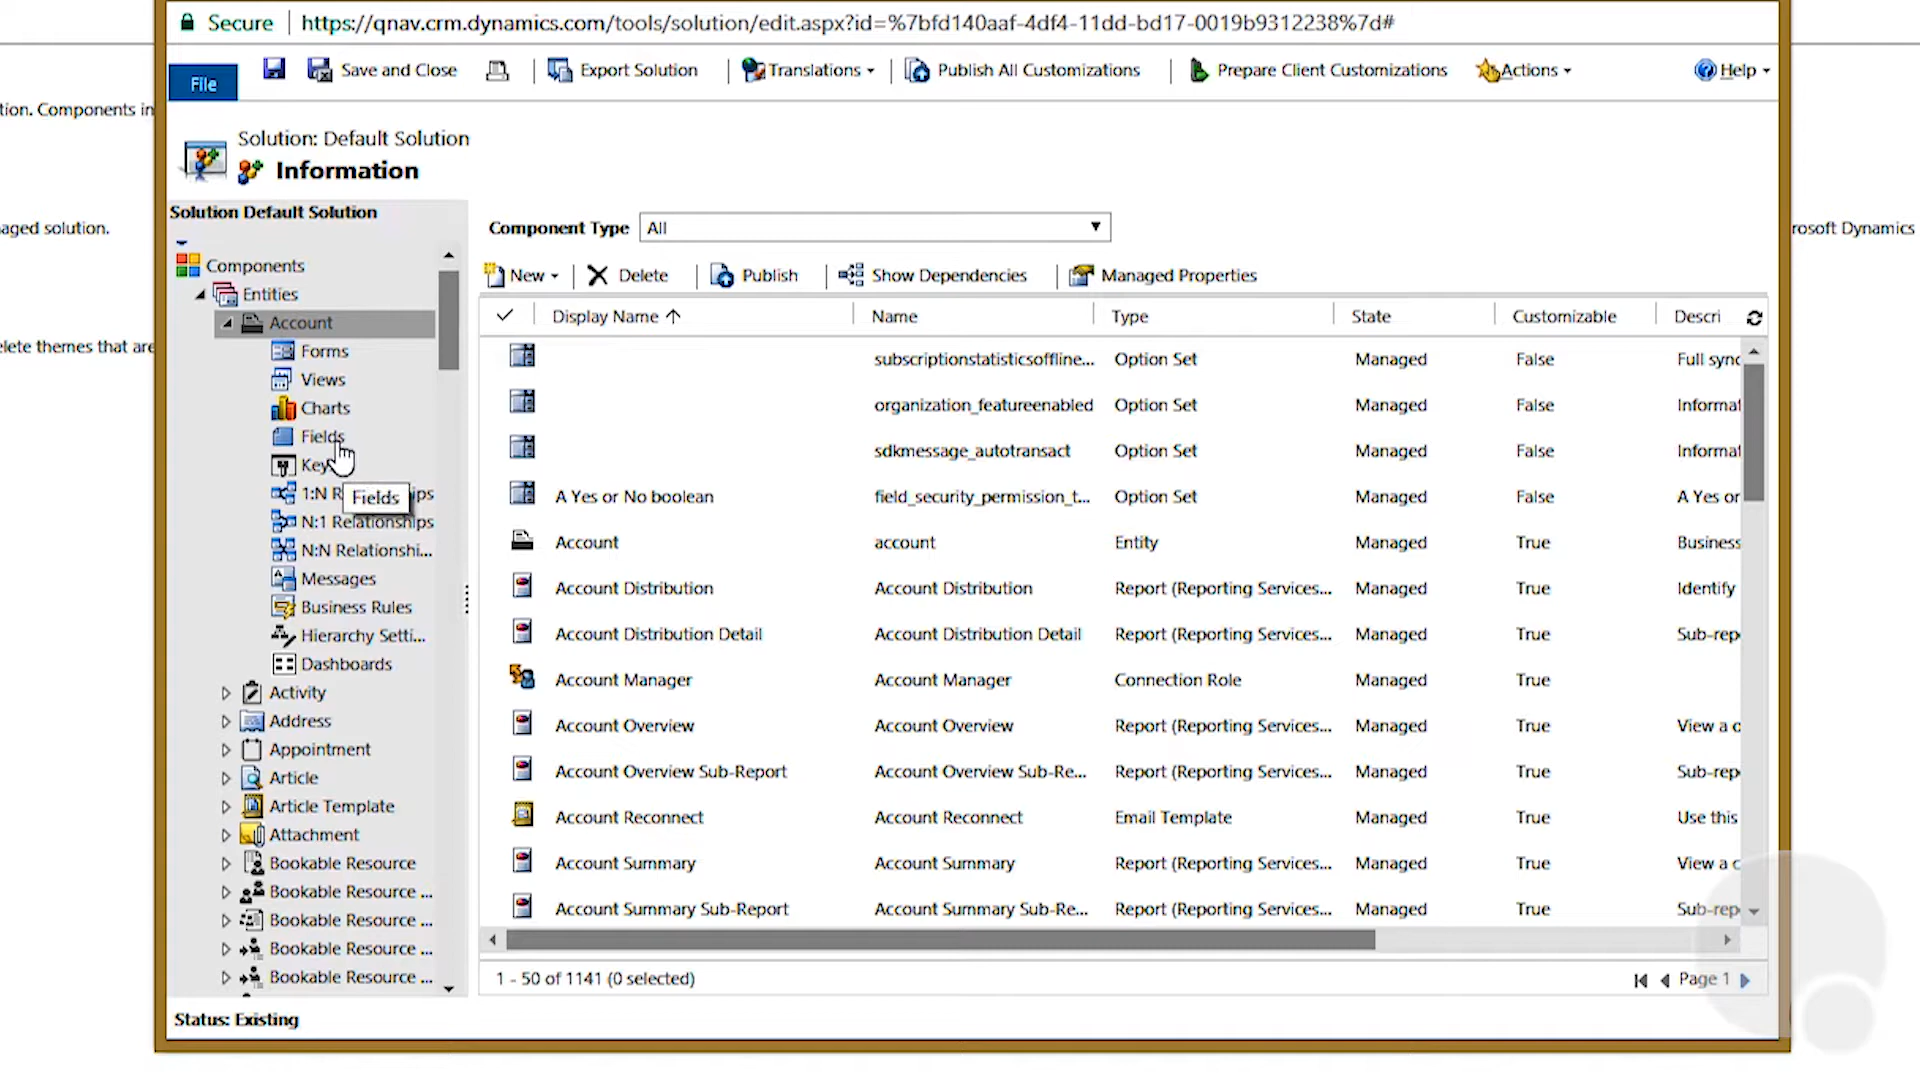 Secure https://qnav.crm.dynamics.com/tools/solution/edit.aspx?id=%7bfd140aaf-4df4-11dd-bd17-0019b9312238%7d#
File Save and Close Export Solution Translations Publish All Customizations Prepare Client Customizations Actions Help
tion. Components in
Solution: Default Solution
Information
Solution Default Solution
Component Type All
aged solution.
rosoft Dynamics
New Delete Publish Show Dependencies Managed Properties
elete themes that are
Components
Entities
Account
Forms
Views
Charts
Fields
Key
1:N R ps
Fields
N:1 Relationships
N:N Relationshi...
Messages
Business Rules
Hierarchy Setti...
Dashboards
Activity
Address
Appointment
Article
Article Template
Attachment
Bookable Resource
Bookable Resource ...
Bookable Resource ...
Bookable Resource ...
Bookable Resource ...
Display Name Name Type State Customizable Descri
subscriptionstatisticsoffline... Option Set Managed False Full sync
organization_featureenabled Option Set Managed False Informat
sdkmessage_autotransact Option Set Managed False Informat
A Yes or No boolean field_security_permission_t... Option Set Managed False A Yes or
Account account Entity Managed True Business
Account Distribution Account Distribution Report (Reporting Services... Managed True Identify
Account Distribution Detail Account Distribution Detail Report (Reporting Services... Managed True Sub-rep
Account Manager Account Manager Connection Role Managed True
Account Overview Account Overview Report (Reporting Services... Managed True View a o
Account Overview Sub-Report Account Overview Sub-Re... Report (Reporting Services... Managed True Sub-rep
Account Reconnect Account Reconnect Email Template Managed True Use this
Account Summary Account Summary Report (Reporting Services... Managed True View a c
Account Summary Sub-Report Account Summary Sub-Re... Report (Reporting Services... Managed True Sub-rep
1 - 50 of 1141 (0 selected) Page 1
Status: Existing